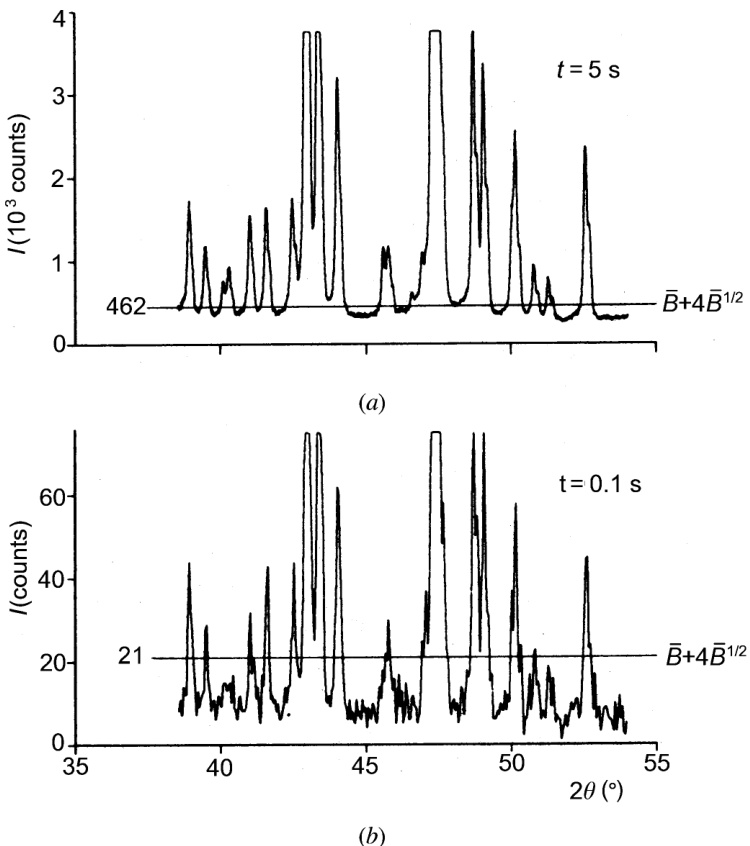 4
t = 5 s
3
I (10³ counts)
2
1
462
B̄+4B̄^1/2
0
(a)
60
t = 0.1 s
I (counts)
40
21
B̄+4B̄^1/2
20
0
35 40 45 50 55
2θ (°)
(b)